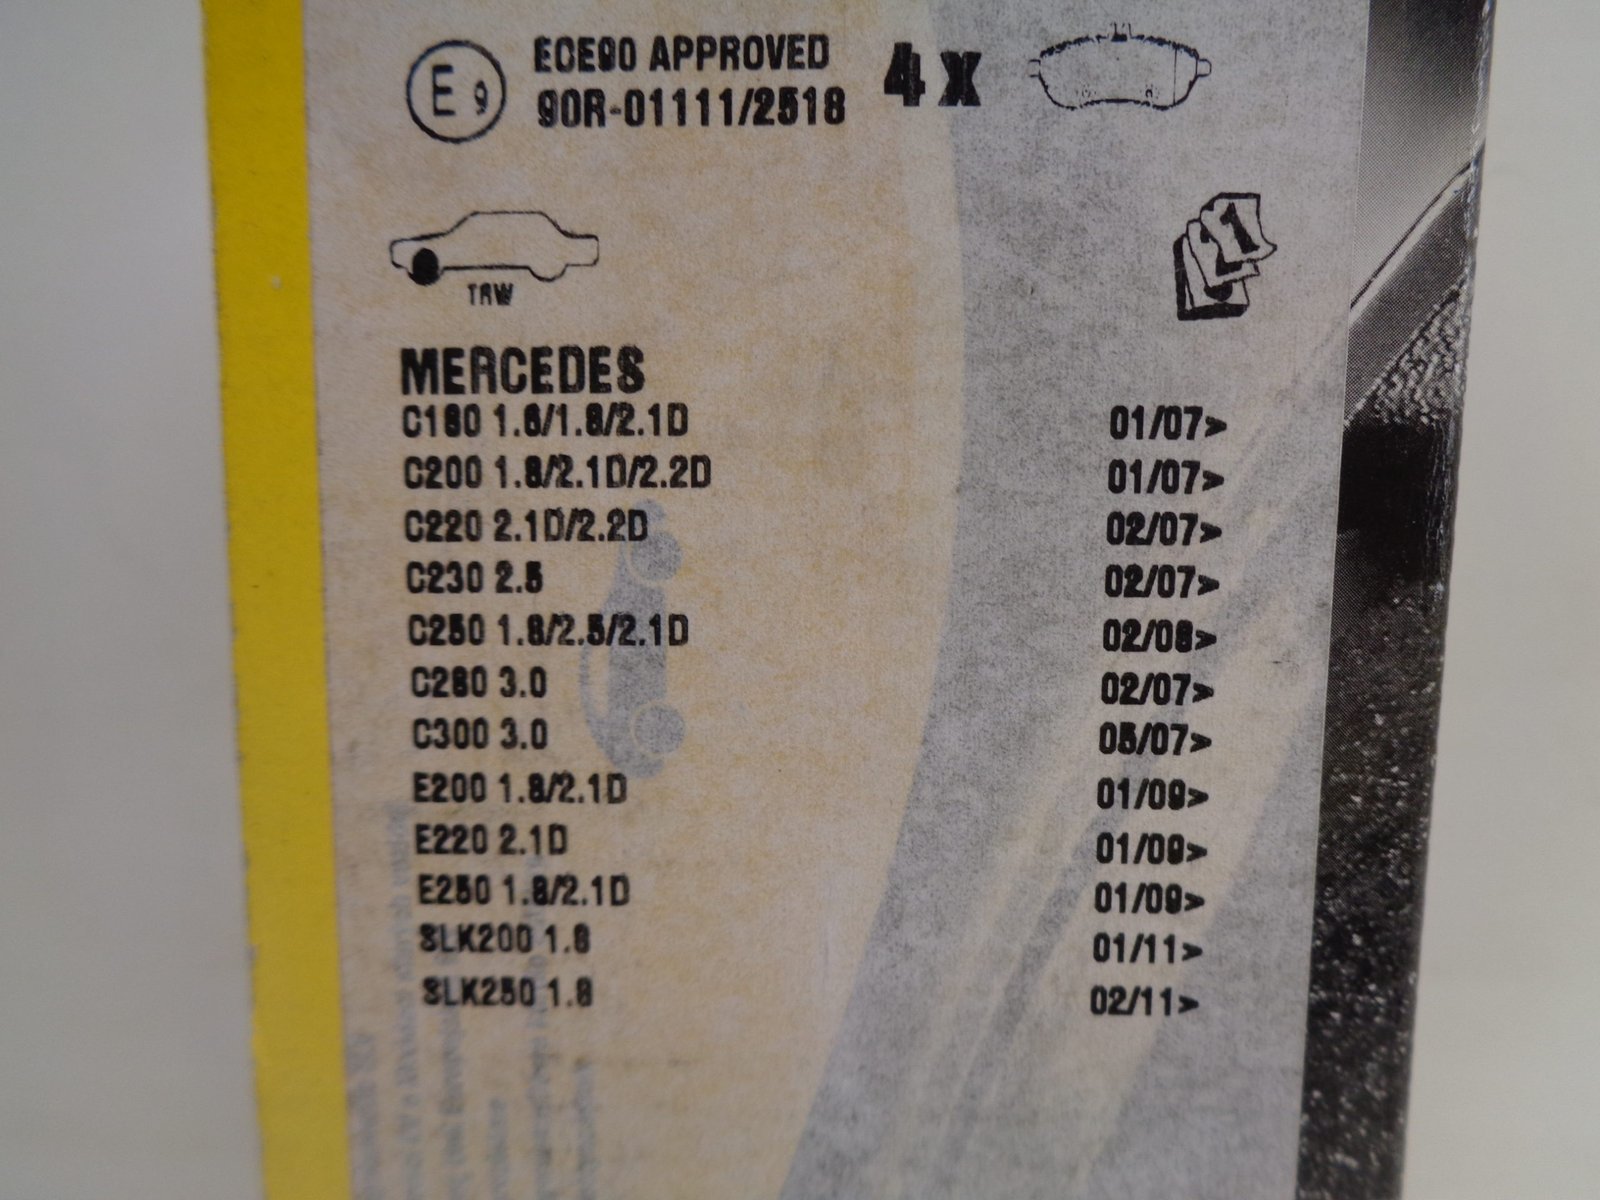 E9
ECE90 APPROVED
90R-01111/2518
4x
TRW
1
2
MERCEDES
C180 1.6/1.8/2.1D 01/07>
C200 1.8/2.1D/2.2D 01/07>
C220 2.1D/2.2D 02/07>
C230 2.5 02/07>
C250 1.8/2.5/2.1D 02/08>
C280 3.0 02/07>
C300 3.0 05/07>
E200 1.8/2.1D 01/09>
E220 2.1D 01/09>
E250 1.8/2.1D 01/09>
SLK200 1.8 01/11>
SLK250 1.8 02/11>